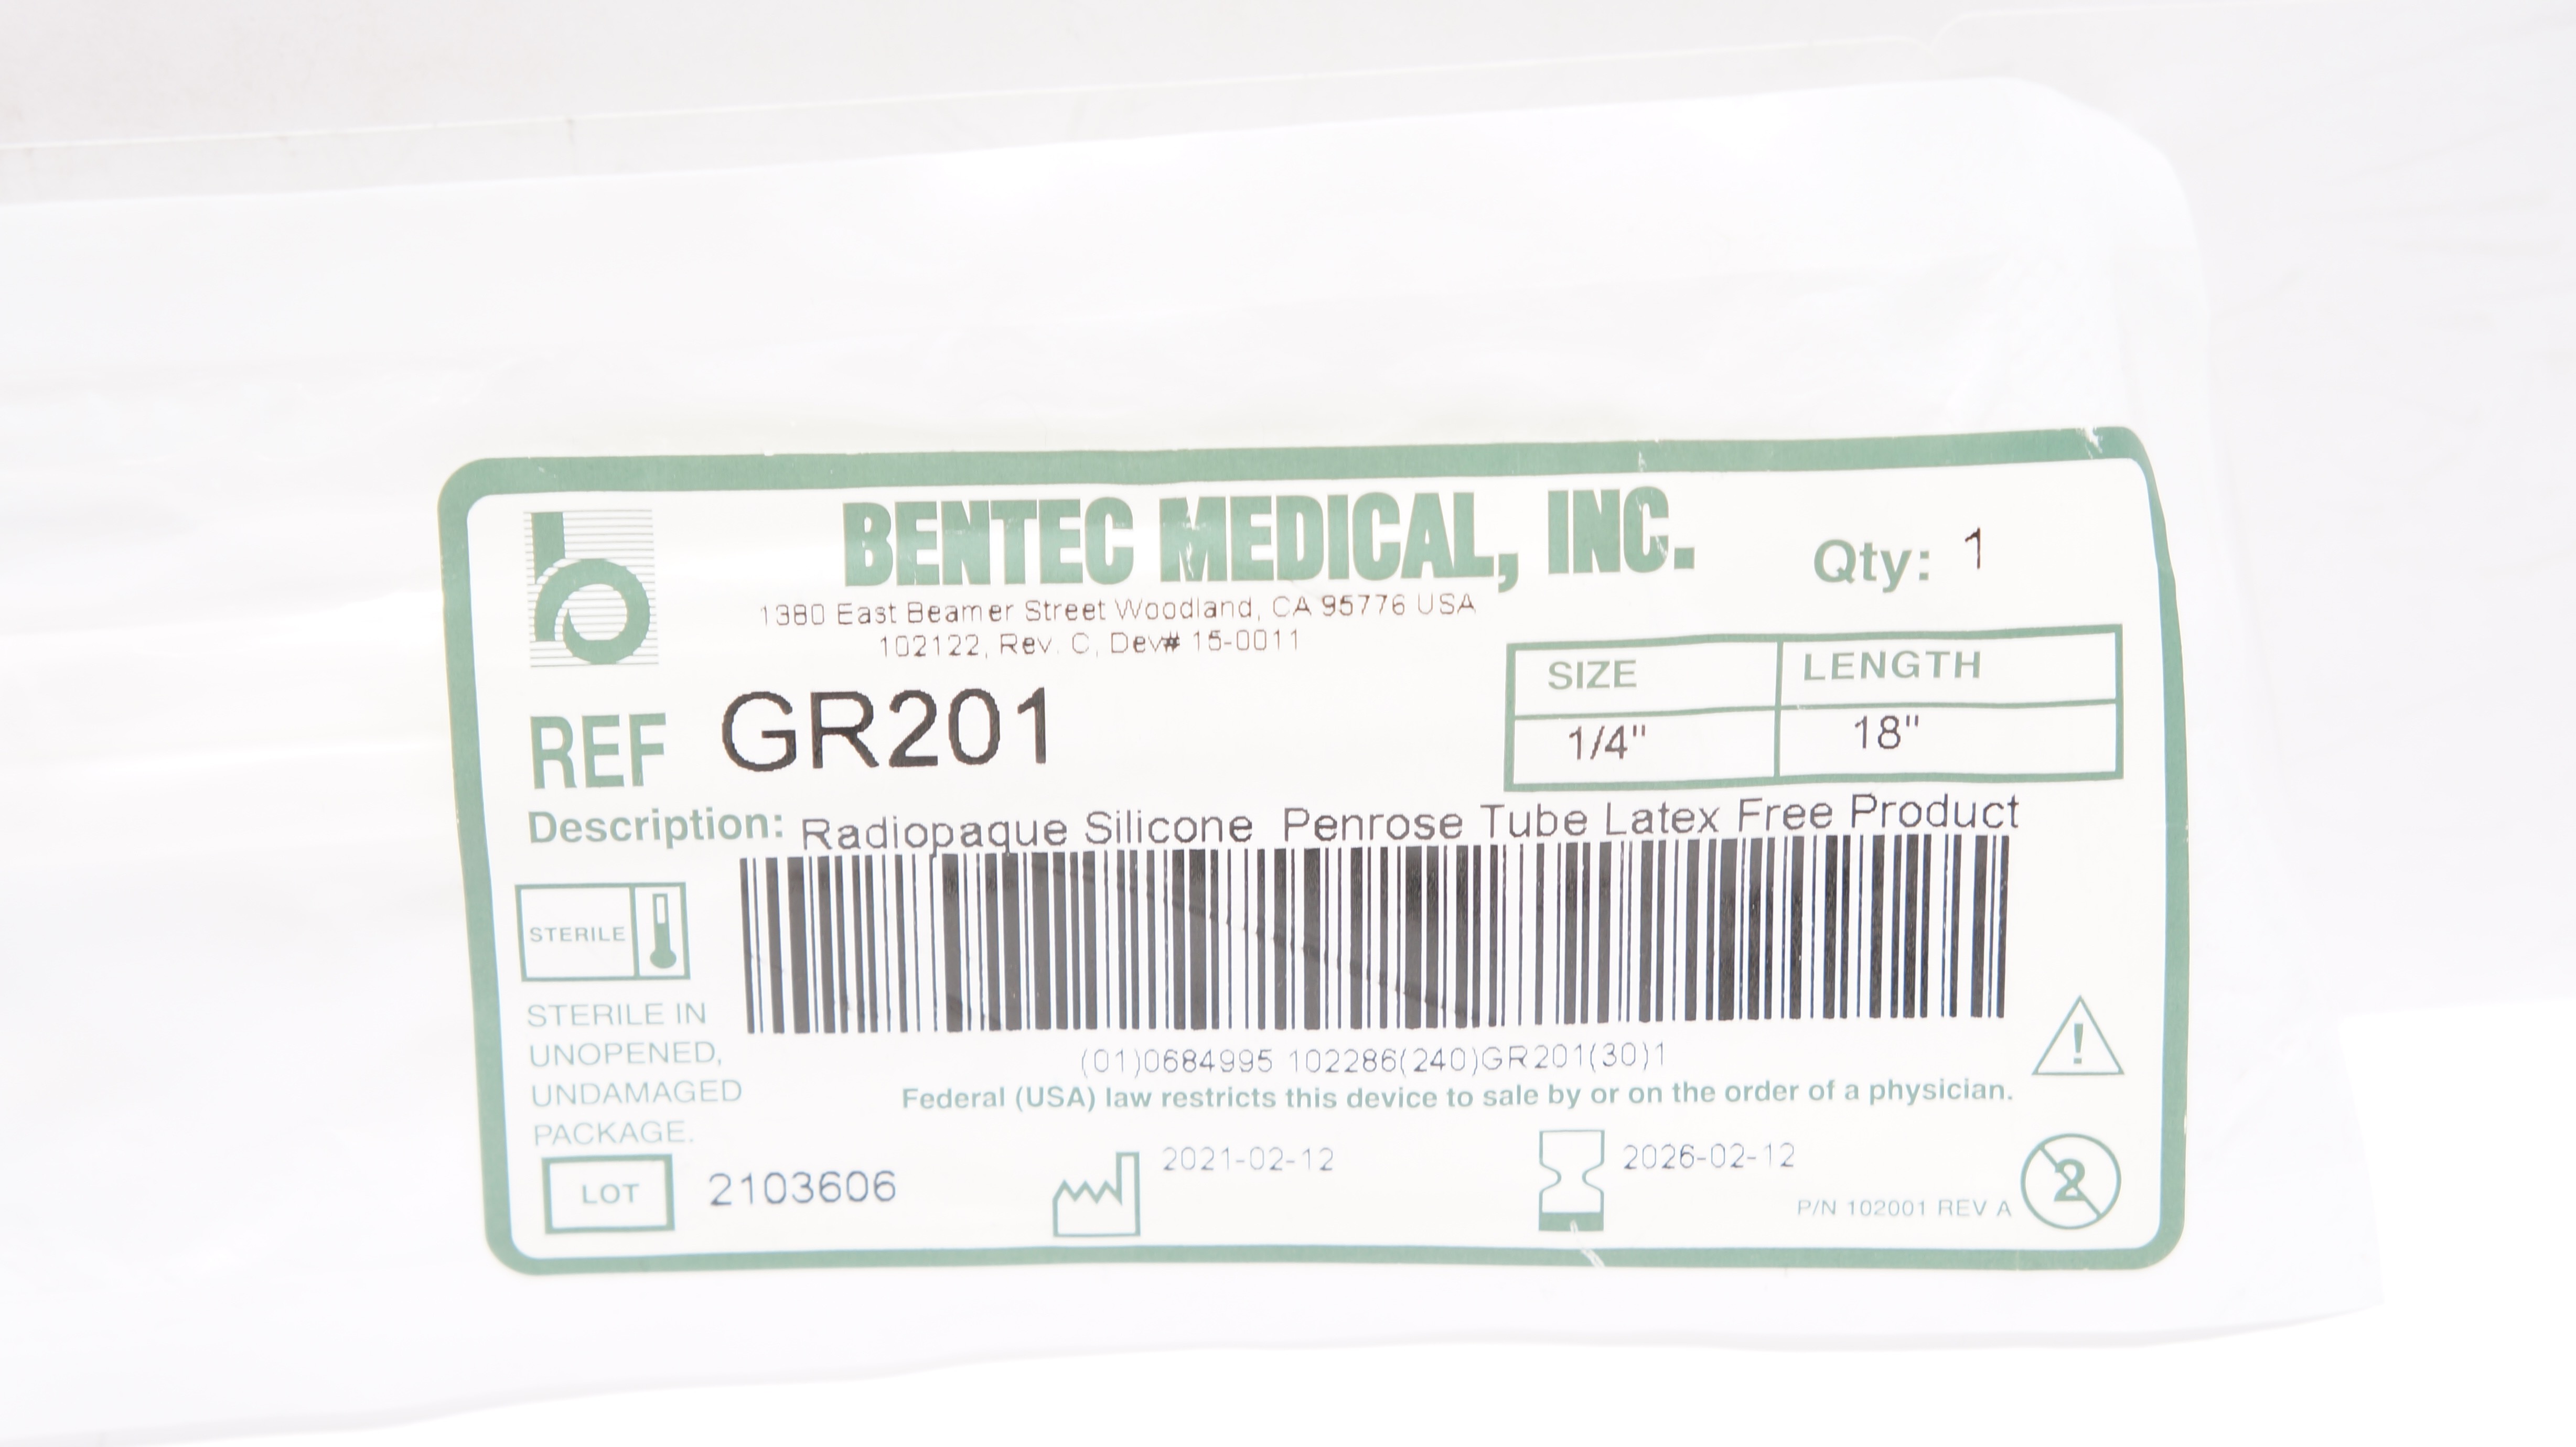 BENTEC MEDICAL, INC.
Qty: 1
1380 East Beamer Street Woodland, CA 95776 USA
102122, Rev. C, Dev# 15-0011
SIZE LENGTH
1/4" 18"
REF GR201
Description: Radiopaque Silicone Penrose Tube Latex Free Product
STERILE
STERILE IN
UNOPENED,
UNDAMAGED
PACKAGE.
(01)0684995 102286(240)GR201(30)1
!
Federal (USA) law restricts this device to sale by or on the order of a physician.
LOT 2103606
2021-02-12
2026-02-12
P/N 102001 REV A
2